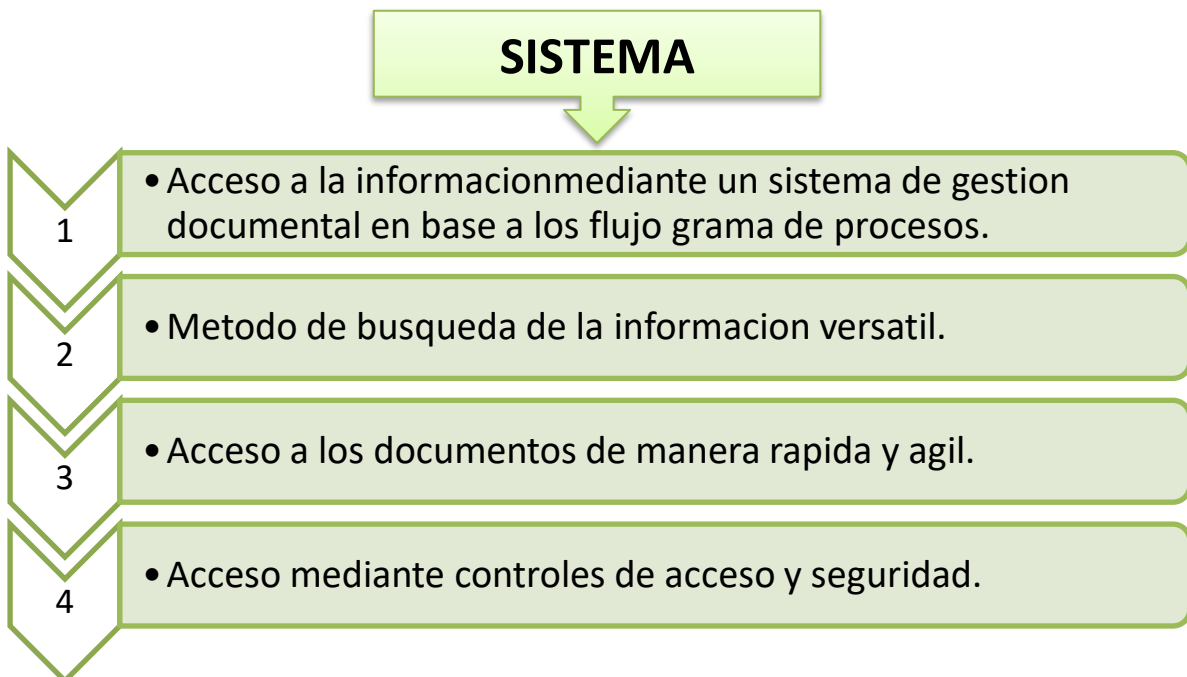 SISTEMA
1
• Acceso a la informacionmediante un sistema de gestion
documental en base a los flujo grama de procesos.
2
• Metodo de busqueda de la informacion versatil.
3
• Acceso a los documentos de manera rapida y agil.
4
• Acceso mediante controles de acceso y seguridad.